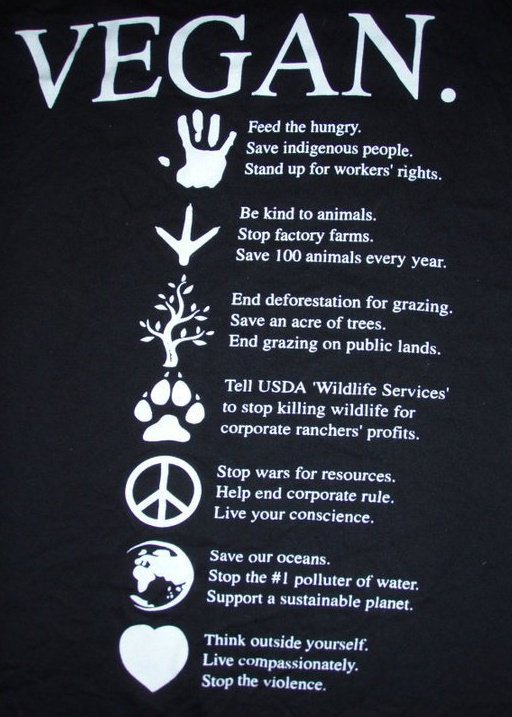 VEGAN.
Feed the hungry.
Save indigenous people.
Stand up for workers' rights.
Be kind to animals.
Stop factory farms.
Save 100 animals every year.
End deforestation for grazing.
Save an acre of trees.
End grazing on public lands.
Tell USDA 'Wildlife Services'
to stop killing wildlife for
corporate ranchers' profits.
Stop wars for resources.
Help end corporate rule.
Live your conscience.
Save our oceans.
Stop the #1 polluter of water.
Support a sustainable planet.
Think outside yourself.
Live compassionately.
Stop the violence.